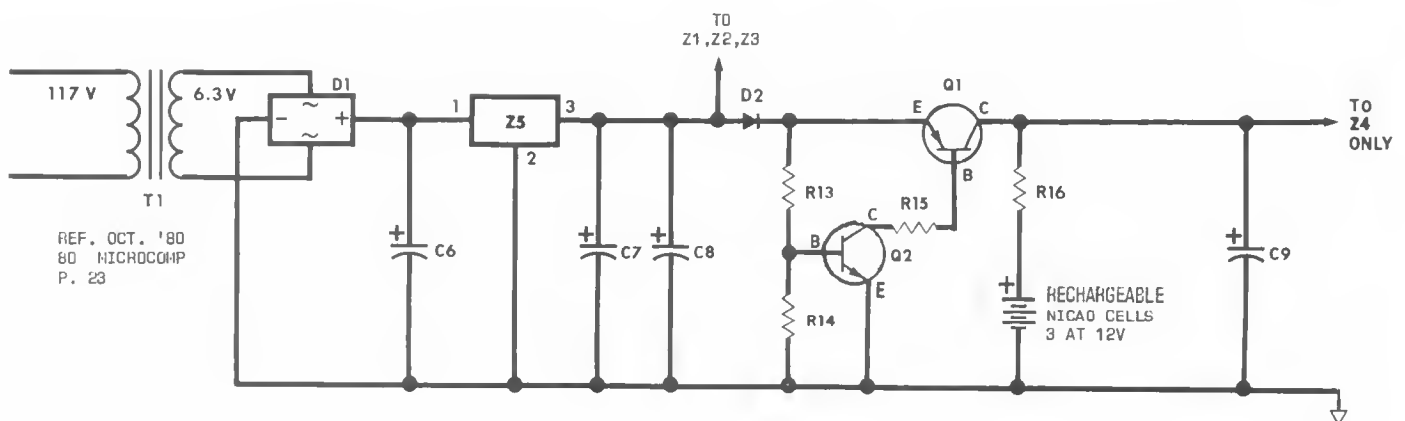 TO
Z1,Z2,Z3
117 V
6.3V
D1
~
- +
~
1
Z5
3
2
D2
Q1
E
C
B
TO
Z4
ONLY
T1
REF. OCT. '80
80 MICROCOMP
P. 23
+
C6
+
C7
+
C8
R13
C
R15
B
Q2
E
R14
R16
+
RECHARGEABLE
NICAD CELLS
3 AT 12V
+
C9